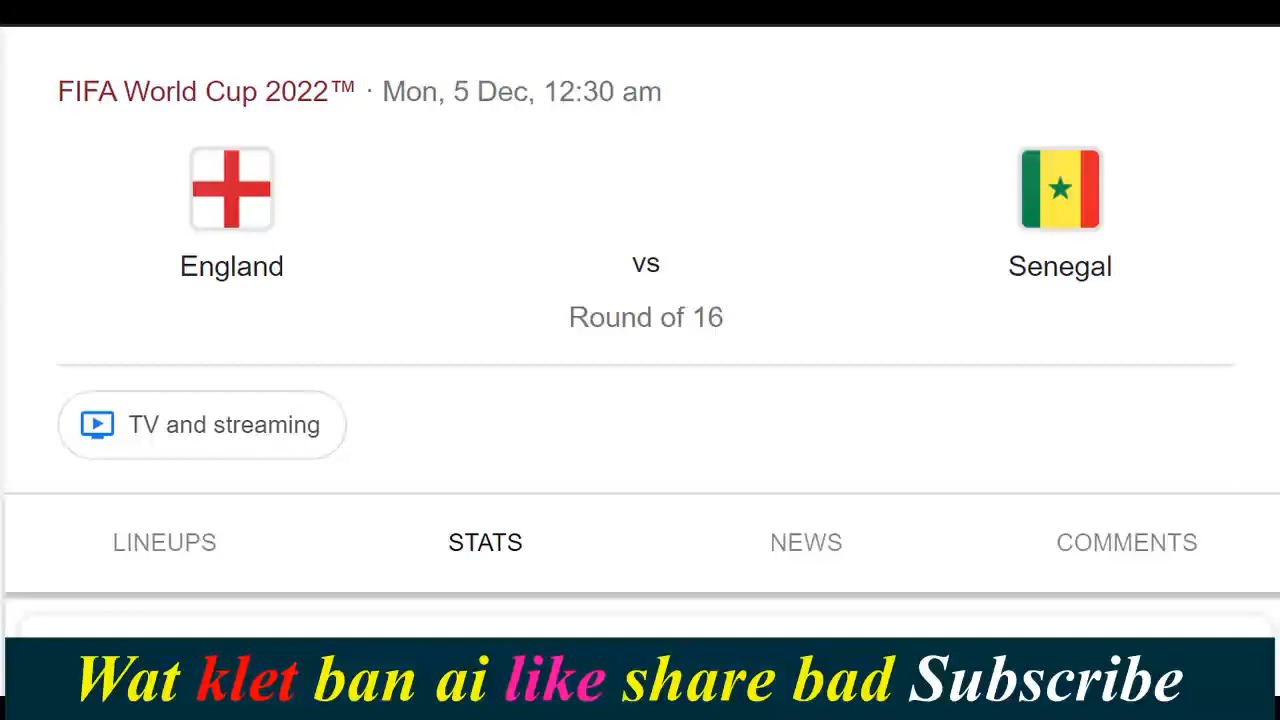 FIFA World Cup 2022™ · Mon, 5 Dec, 12:30 am
England vs Senegal
Round of 16
TV and streaming
LINEUPS STATS NEWS COMMENTS
Wat klet ban ai like share bad Subscribe